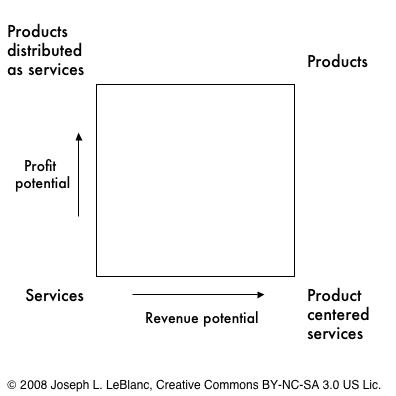 Products
distributed
as services
Products
Profit
potential
Services
Product
centered
services
Revenue potential
© 2008 Joseph L. LeBlanc, Creative Commons BY-NC-SA 3.0 US Lic.